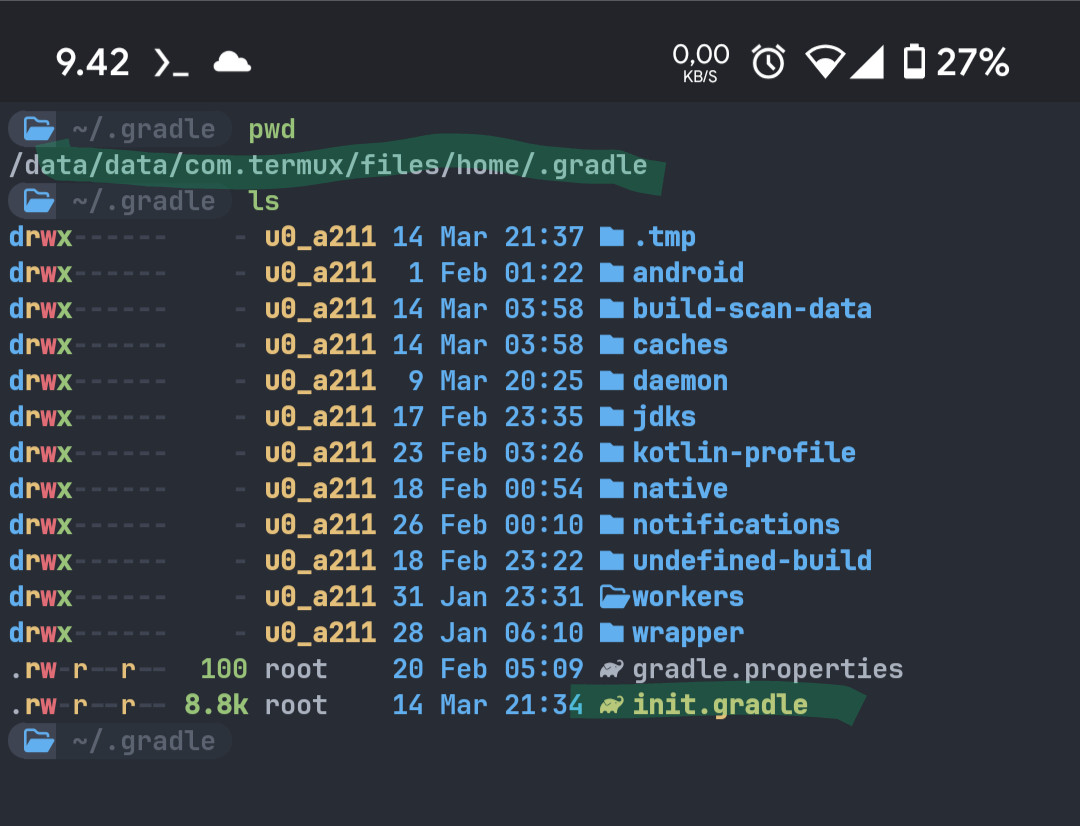 9.42 0,00 KB/S 27%
~/.gradle pwd
/data/data/com.termux/files/home/.gradle
~/.gradle ls
drwx------ - u0_a211 14 Mar 21:37 .tmp
drwx------ - u0_a211 1 Feb 01:22 android
drwx------ - u0_a211 14 Mar 03:58 build-scan-data
drwx------ - u0_a211 14 Mar 03:58 caches
drwx------ - u0_a211 9 Mar 20:25 daemon
drwx------ - u0_a211 17 Feb 23:35 jdks
drwx------ - u0_a211 23 Feb 03:26 kotlin-profile
drwx------ - u0_a211 18 Feb 00:54 native
drwx------ - u0_a211 26 Feb 00:10 notifications
drwx------ - u0_a211 18 Feb 23:22 undefined-build
drwx------ - u0_a211 31 Jan 23:31 workers
drwx------ - u0_a211 28 Jan 06:10 wrapper
.rw-r--r-- 100 root 20 Feb 05:09 gradle.properties
.rw-r--r-- 8.8k root 14 Mar 21:34 init.gradle
~/.gradle